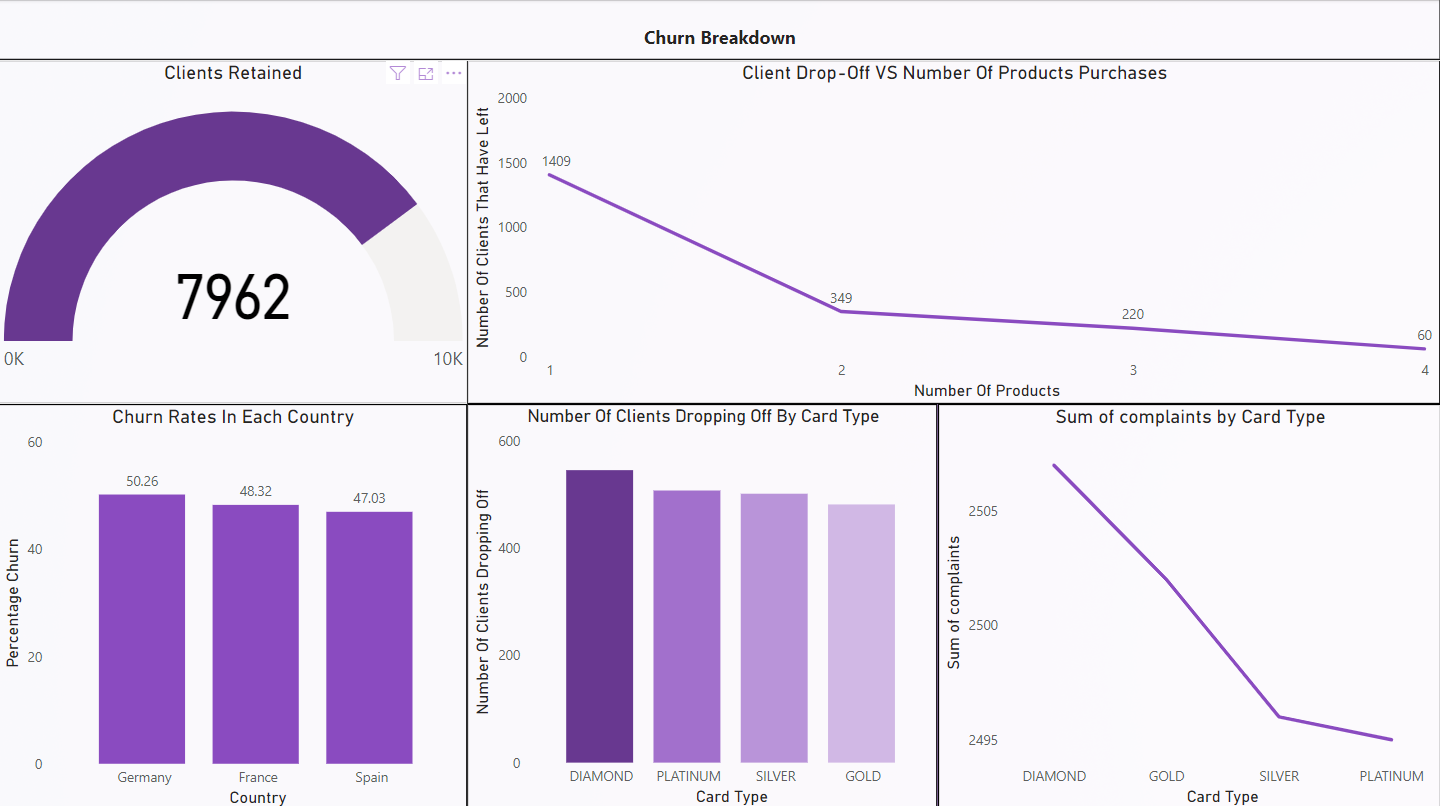 Churn Breakdown
Clients Retained
7962
0K
10K
Client Drop-Off VS Number Of Products Purchases
Number Of Clients That Have Left
2000
1500
1000
500
0
1409
349
220
60
1
2
3
4
Number Of Products
Churn Rates In Each Country
Percentage Churn
60
40
20
0
50.26
48.32
47.03
Germany
France
Spain
Country
Number Of Clients Dropping Off By Card Type
Number Of Clients Dropping Off
600
400
200
0
DIAMOND
PLATINUM
SILVER
GOLD
Card Type
Sum of complaints by Card Type
Sum of complaints
2505
2500
2495
DIAMOND
GOLD
SILVER
PLATINUM
Card Type